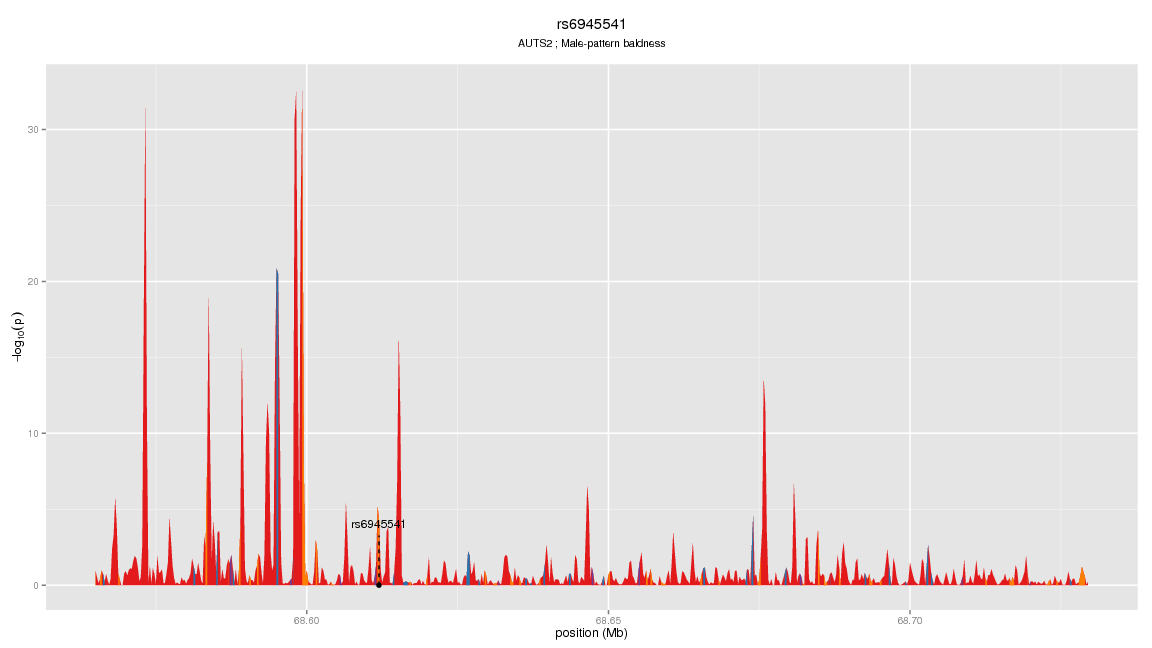 rs6945541
AUTS2 ; Male-pattern baldness
−log10(p)
30
20
10
0
rs6945541
68.60
68.65
68.70
position (Mb)